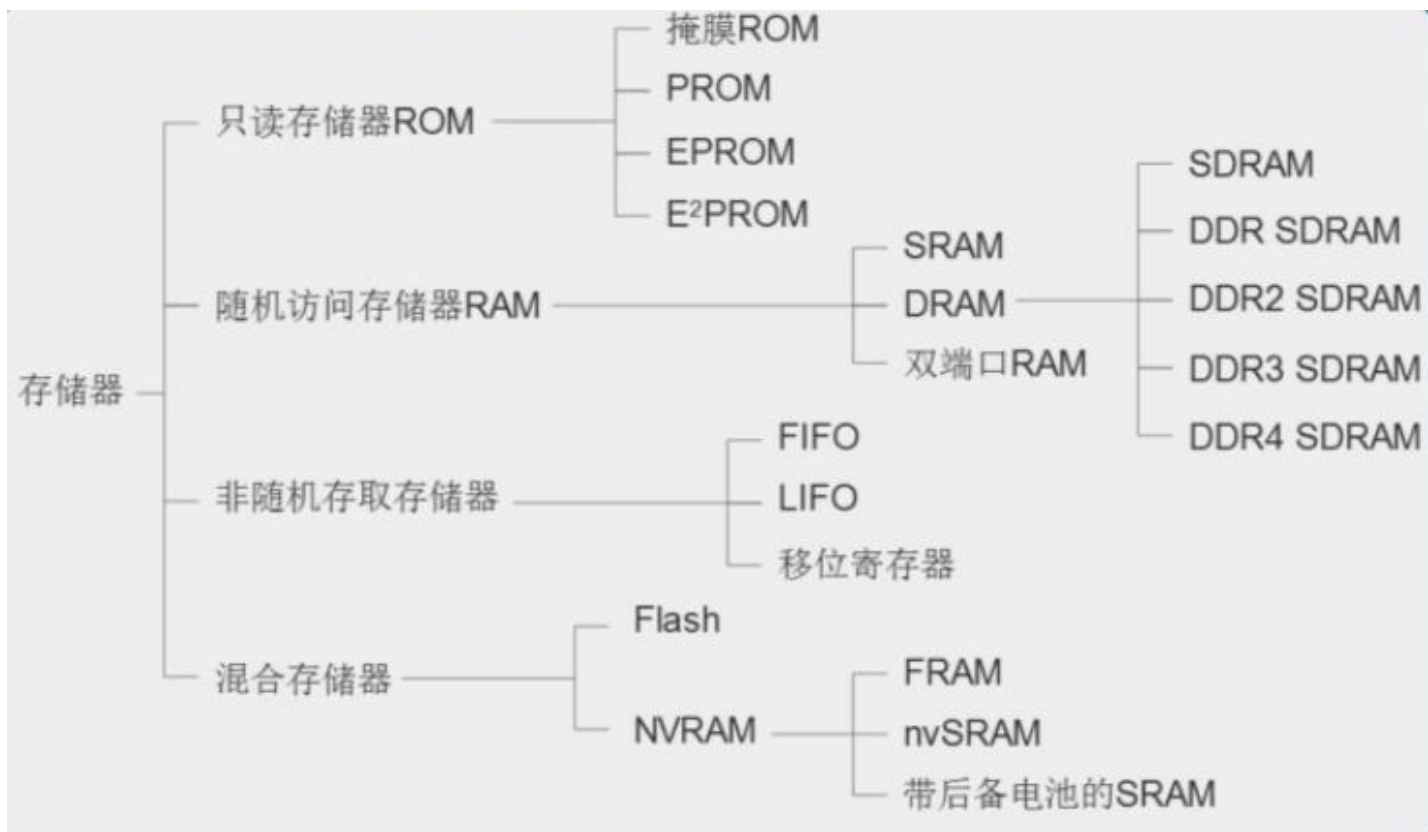 掩膜ROM
只读存储器ROM
PROM
EPROM
E²PROM
SDRAM
DDR SDRAM
DDR2 SDRAM
DDR3 SDRAM
DDR4 SDRAM
SRAM
随机访问存储器RAM
DRAM
双端口RAM
存储器
FIFO
非随机存取存储器
LIFO
移位寄存器
Flash
混合存储器
NVRAM
FRAM
nvSRAM
带后备电池的SRAM